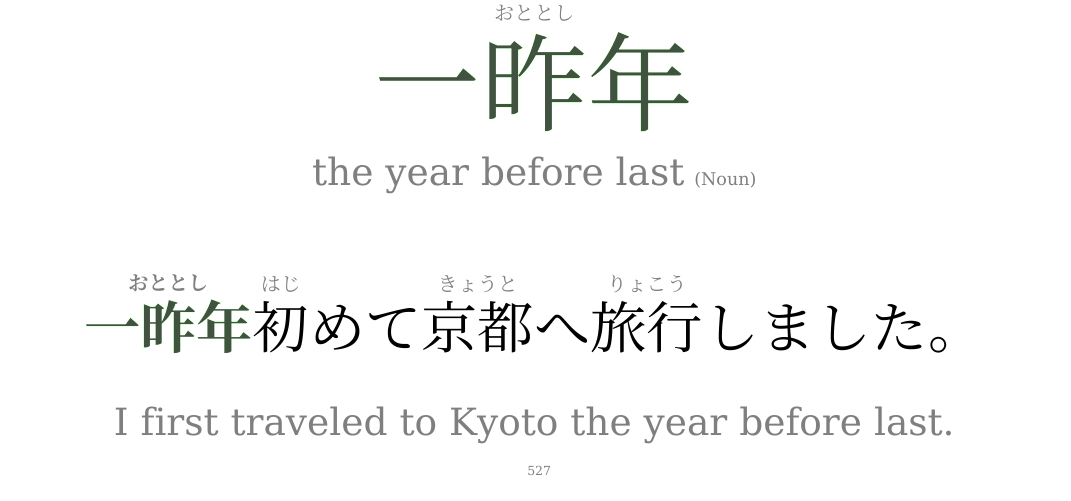 おととし
一昨年
the year before last (Noun)
おととし はじ きょうと りょこう
一昨年初めて京都へ旅行しました。
I first traveled to Kyoto the year before last.
527